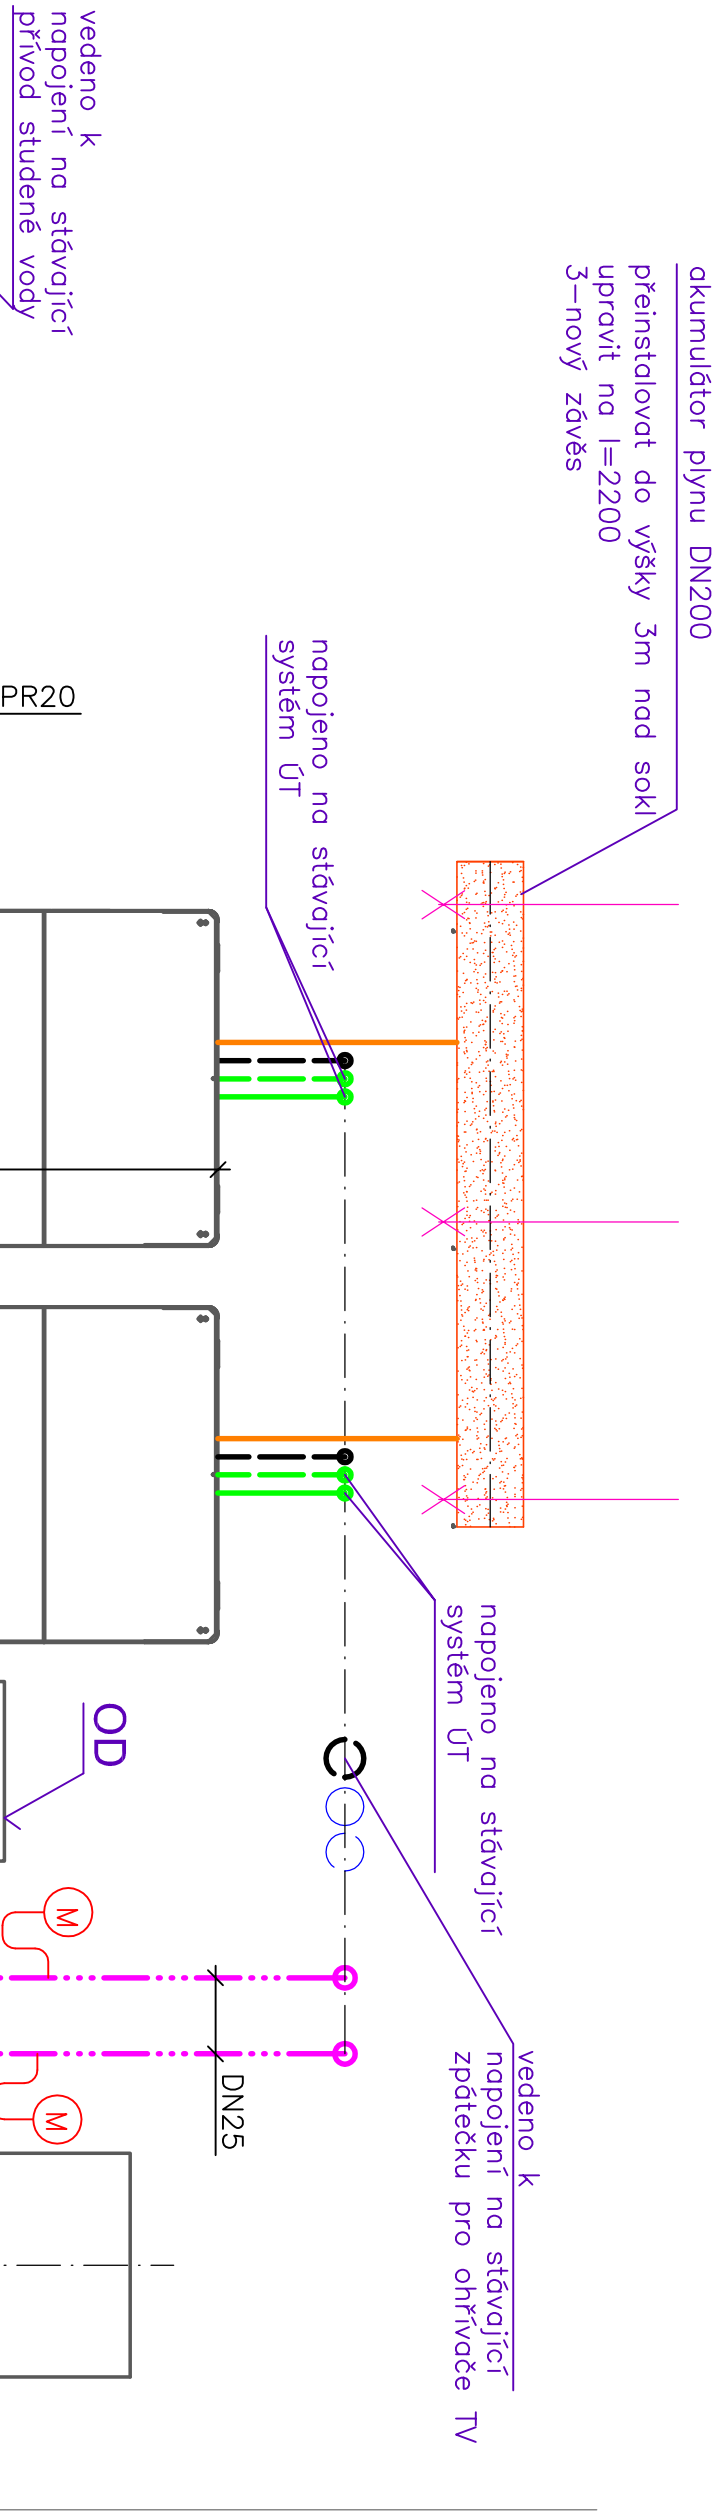 akumulátor plynu DN200
přeinstalovat do výšky 3m nad sokl
upravit na l=2200
3-nový závěs
vedeno k
napojení na stávající
přívod studené vody
napojeno na stávající
systém ÚT
PR20
napojeno na stávající
systém ÚT
OD
M
M
DN25
vedeno k
napojení na stávající
zpátečku pro ohřívače TV